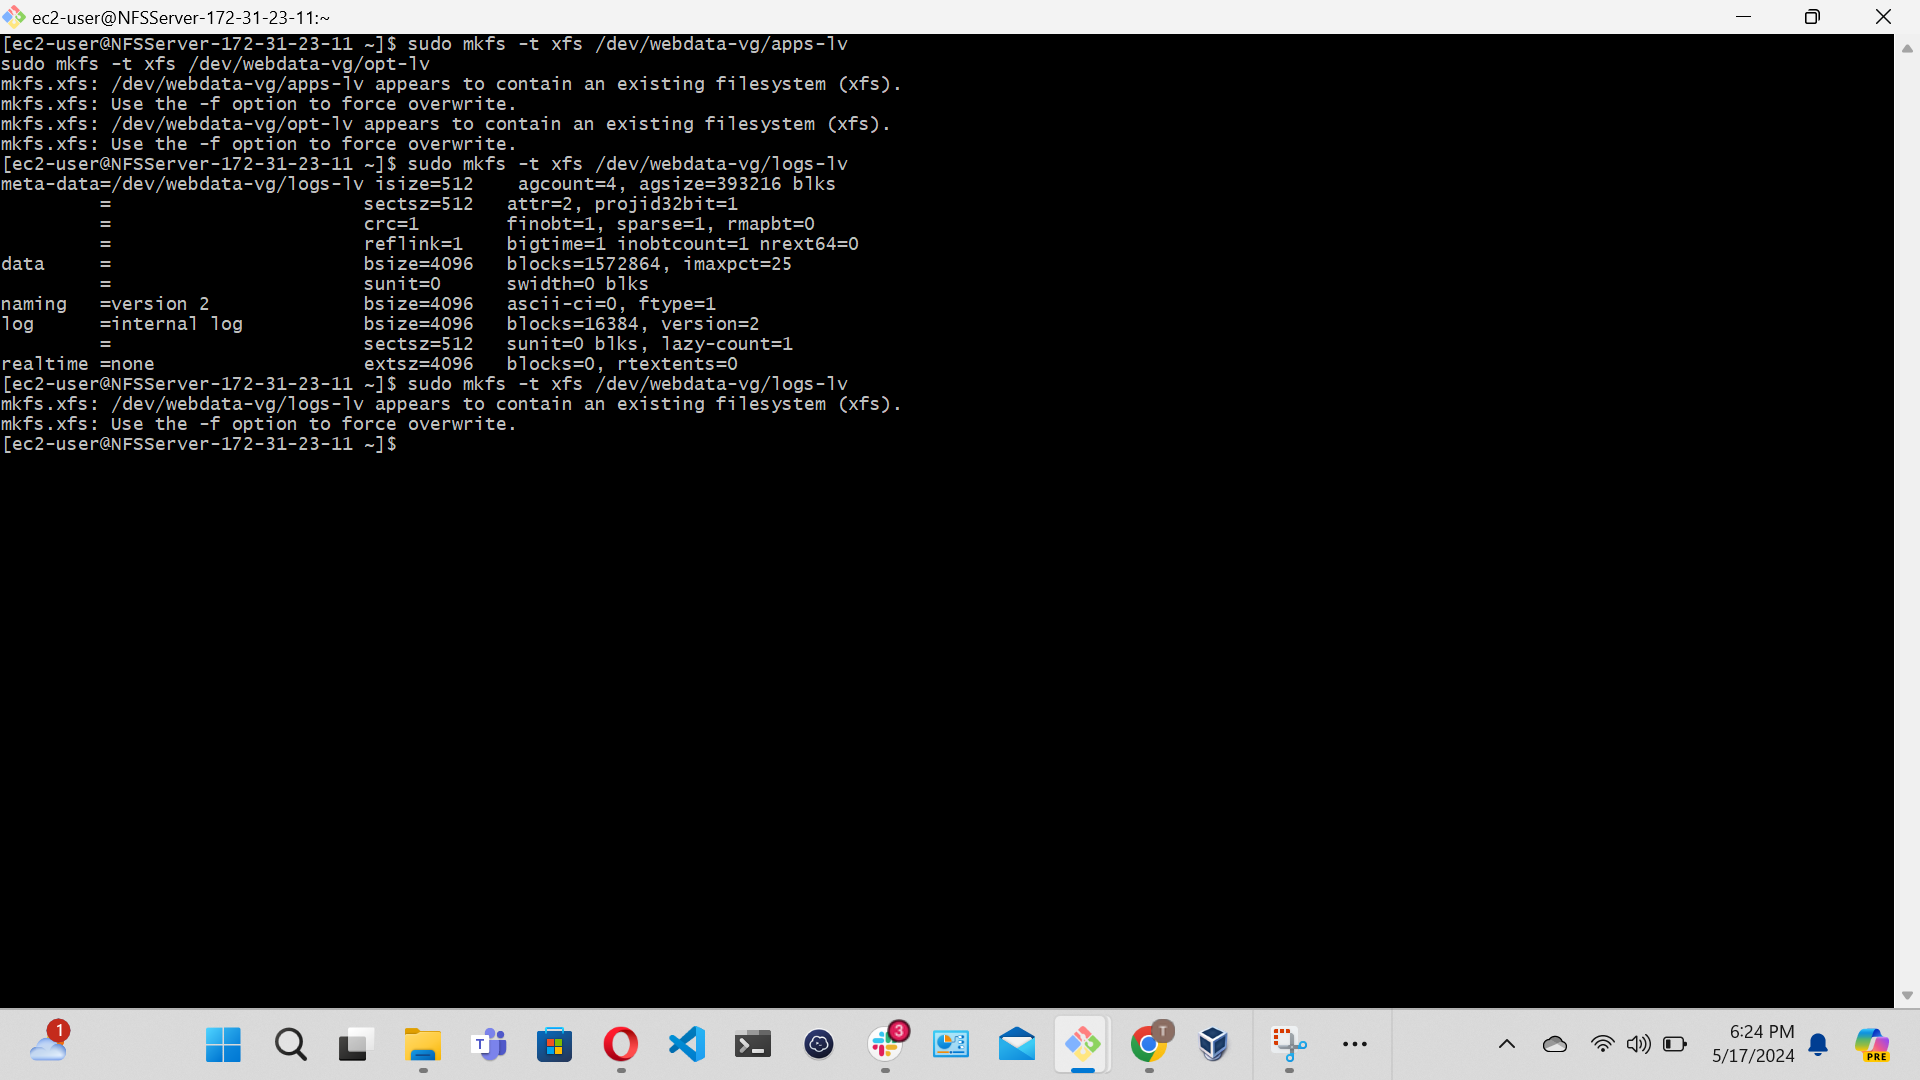 ec2-user@NFSServer-172-31-23-11:~
[ec2-user@NFSServer-172-31-23-11 ~]$ sudo mkfs -t xfs /dev/webdata-vg/apps-lv
sudo mkfs -t xfs /dev/webdata-vg/opt-lv
mkfs.xfs: /dev/webdata-vg/apps-lv appears to contain an existing filesystem (xfs).
mkfs.xfs: Use the -f option to force overwrite.
mkfs.xfs: /dev/webdata-vg/opt-lv appears to contain an existing filesystem (xfs).
mkfs.xfs: Use the -f option to force overwrite.
[ec2-user@NFSServer-172-31-23-11 ~]$ sudo mkfs -t xfs /dev/webdata-vg/logs-lv
meta-data=/dev/webdata-vg/logs-lv isize=512    agcount=4, agsize=393216 blks
         =                       sectsz=512   attr=2, projid32bit=1
         =                       crc=1        finobt=1, sparse=1, rmapbt=0
         =                       reflink=1    bigtime=1 inobtcount=1 nrext64=0
data     =                       bsize=4096   blocks=1572864, imaxpct=25
         =                       sunit=0      swidth=0 blks
naming   =version 2              bsize=4096   ascii-ci=0, ftype=1
log      =internal log           bsize=4096   blocks=16384, version=2
         =                       sectsz=512   sunit=0 blks, lazy-count=1
realtime =none                   extsz=4096   blocks=0, rtextents=0
[ec2-user@NFSServer-172-31-23-11 ~]$ sudo mkfs -t xfs /dev/webdata-vg/logs-lv
mkfs.xfs: /dev/webdata-vg/logs-lv appears to contain an existing filesystem (xfs).
mkfs.xfs: Use the -f option to force overwrite.
[ec2-user@NFSServer-172-31-23-11 ~]$
1
T
3
T
6:24 PM
5/17/2024
PRE